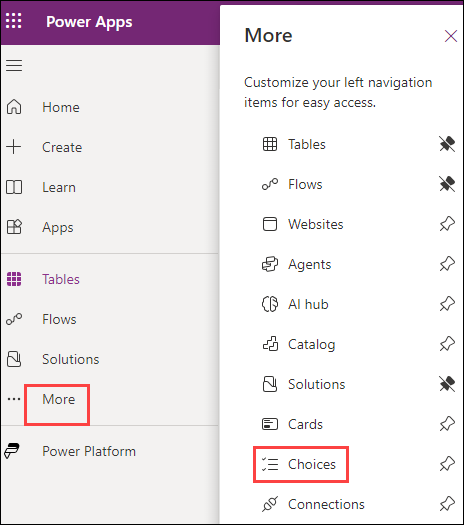 Power Apps
Home
Create
Learn
Apps
Tables
Flows
Solutions
More
Power Platform
More
Customize your left navigation
items for easy access.
Tables
Flows
Websites
Agents
AI hub
Catalog
Solutions
Cards
Choices
Connections